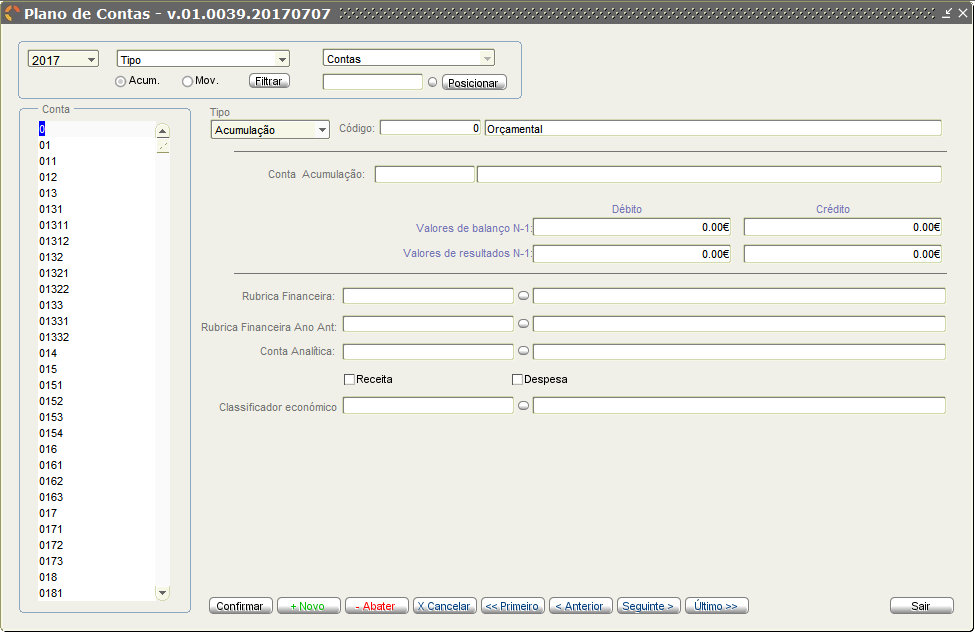 Plano de Contas - v.01.0039.20170707
2017 Tipo Contas
Acum. Mov. Filtrar Posicionar
Conta
0
01
011
012
013
0131
01311
01312
0132
01321
01322
0133
01331
01332
014
015
0151
0152
0153
0154
016
0161
0162
0163
017
0171
0172
0173
018
0181
Tipo
Acumulação Código: 0 Orçamental
Conta Acumulação:
Débito Crédito
Valores de balanço N-1: 0.00€ 0.00€
Valores de resultados N-1: 0.00€ 0.00€
Rubrica Financeira:
Rubrica Financeira Ano Ant:
Conta Analítica:
Receita Despesa
Classificador económico
Confirmar + Novo - Abater X Cancelar << Primeiro < Anterior Seguinte > Último >> Sair